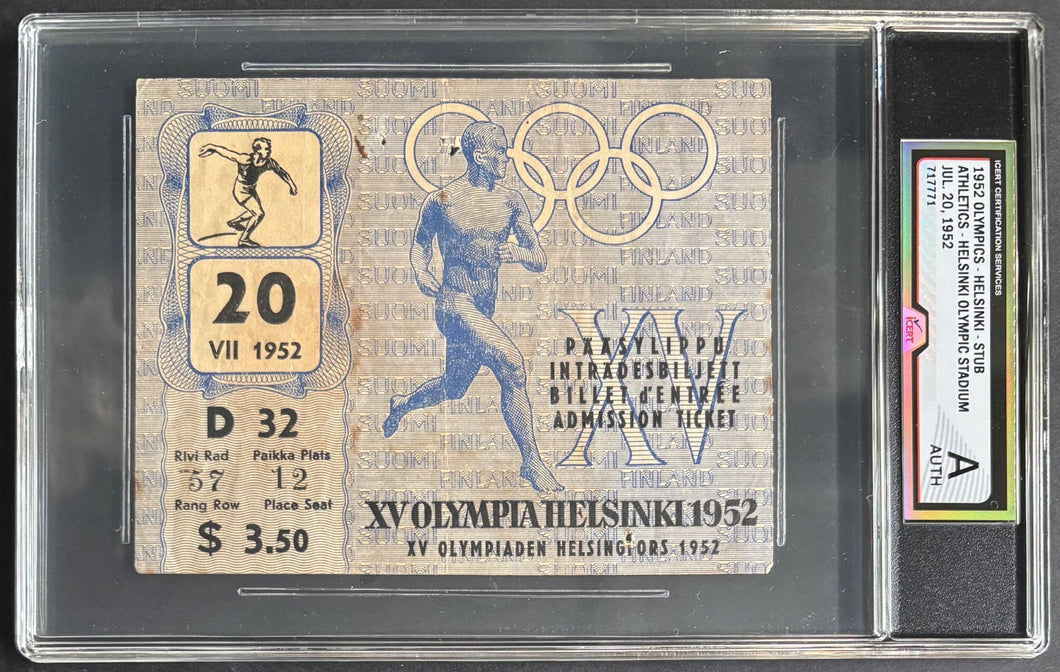 SUOMI
FINLAND
20
VII 1952
D 32
Rivi Rad Paikka Plats
57 12
Rang Row Place Seat
$ 3.50
PÄÄSYLIPPU
INTRÄDESBILJETT
BILLET d'ENTRÉE
ADMISSION TICKET
XV
XV OLYMPIA HELSINKI 1952
XV OLYMPIADEN HELSINGFORS 1952
ICERT CERTIFICATION SERVICES
1952 OLYMPICS - HELSINKI - STUB
ATHLETICS - HELSINKI OLYMPIC STADIUM
JUL. 20, 1952
717771
iCERT
A
AUTH